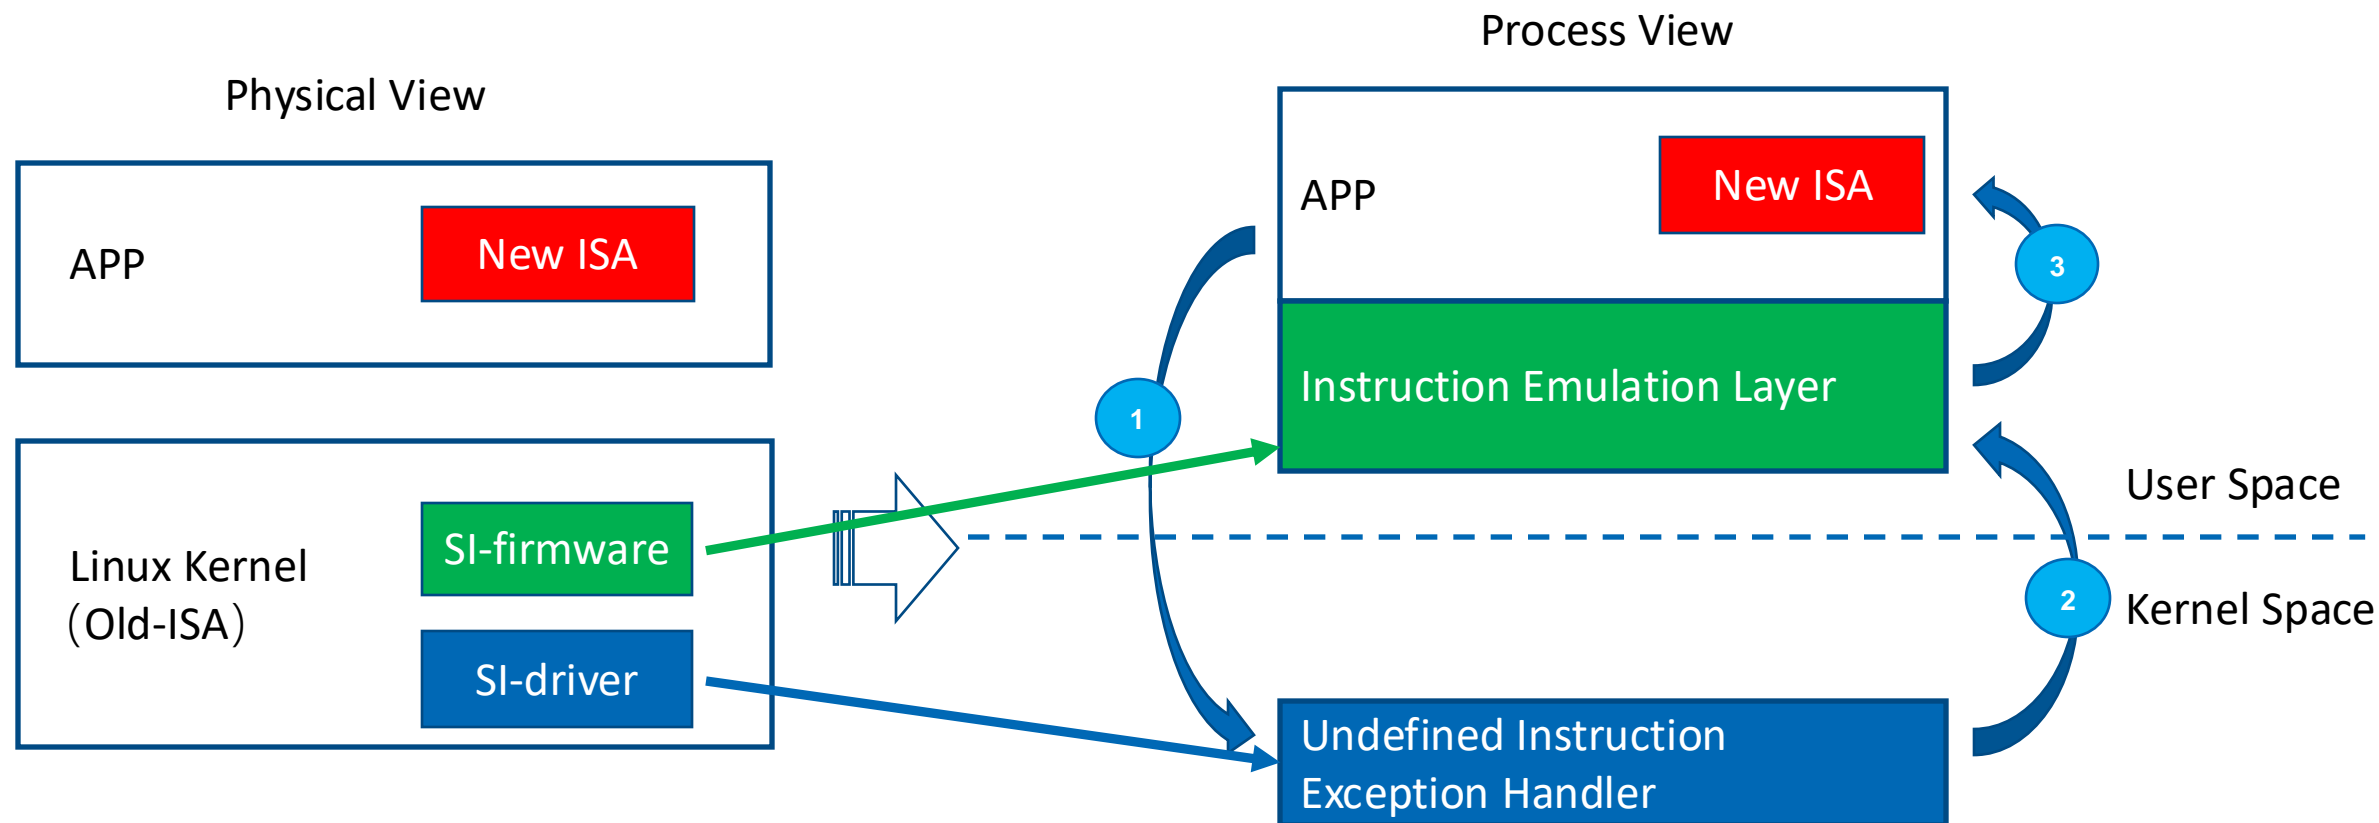 Physical View
APP
New ISA
Linux Kernel
（Old-ISA）
SI-firmware
SI-driver
Process View
APP
New ISA
Instruction Emulation Layer
Undefined Instruction
Exception Handler
1
2
3
User Space
Kernel Space